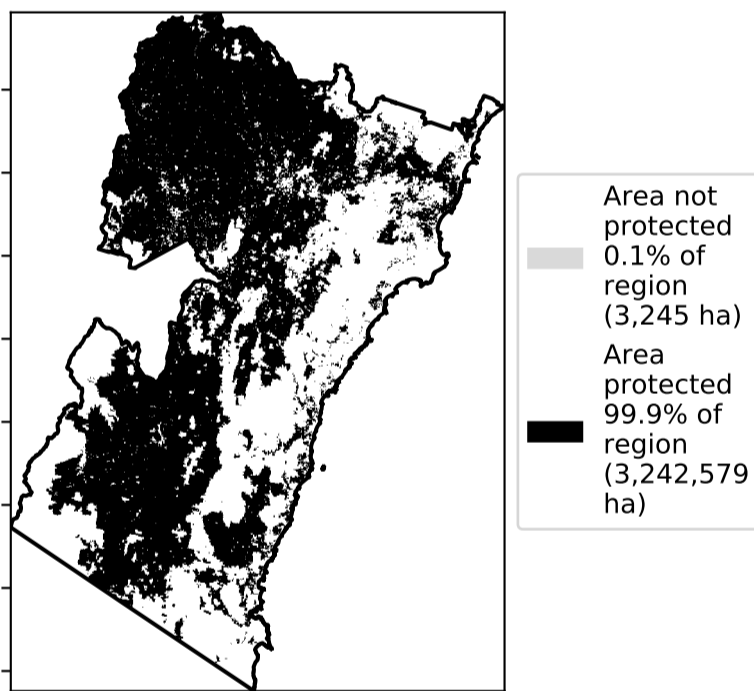 Area not
protected
0.1% of
region
(3,245 ha)
Area
protected
99.9% of
region
(3,242,579
ha)